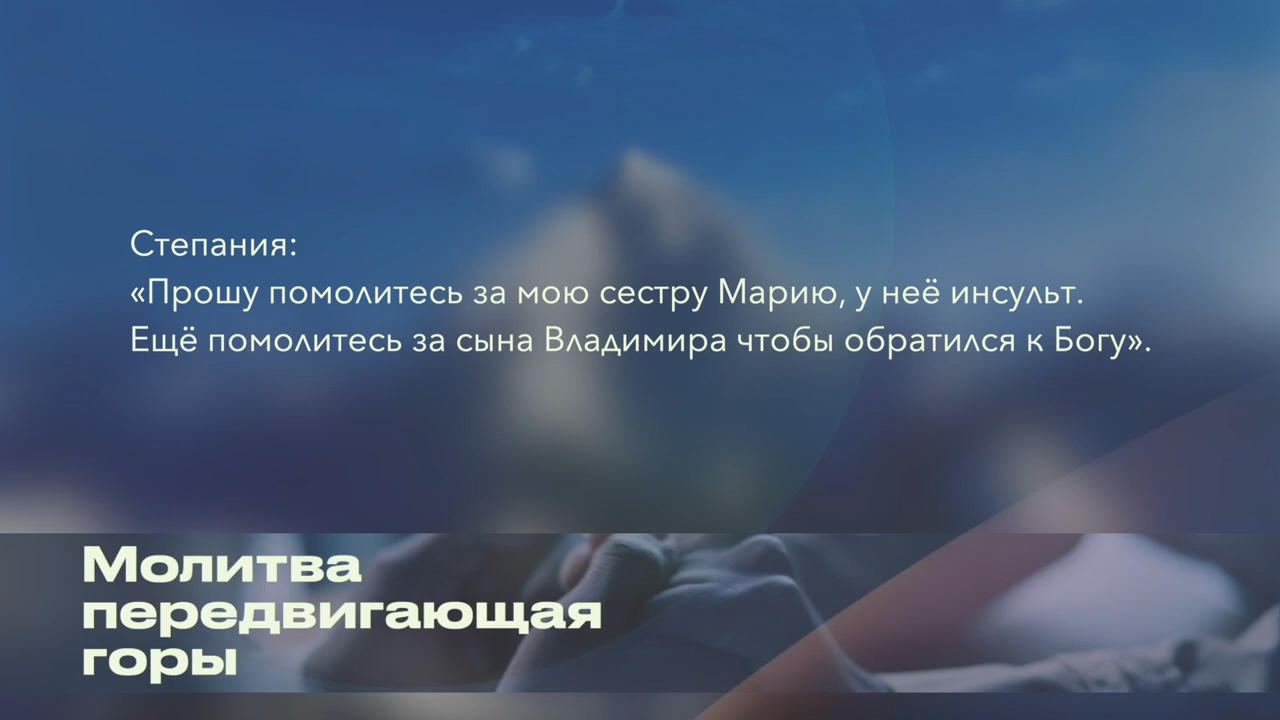 Степания:
«Прошу помолитесь за мою сестру Марию, у неё инсульт.
Ещё помолитесь за сына Владимира чтобы обратился к Богу».
Молитва
передвигающая
горы